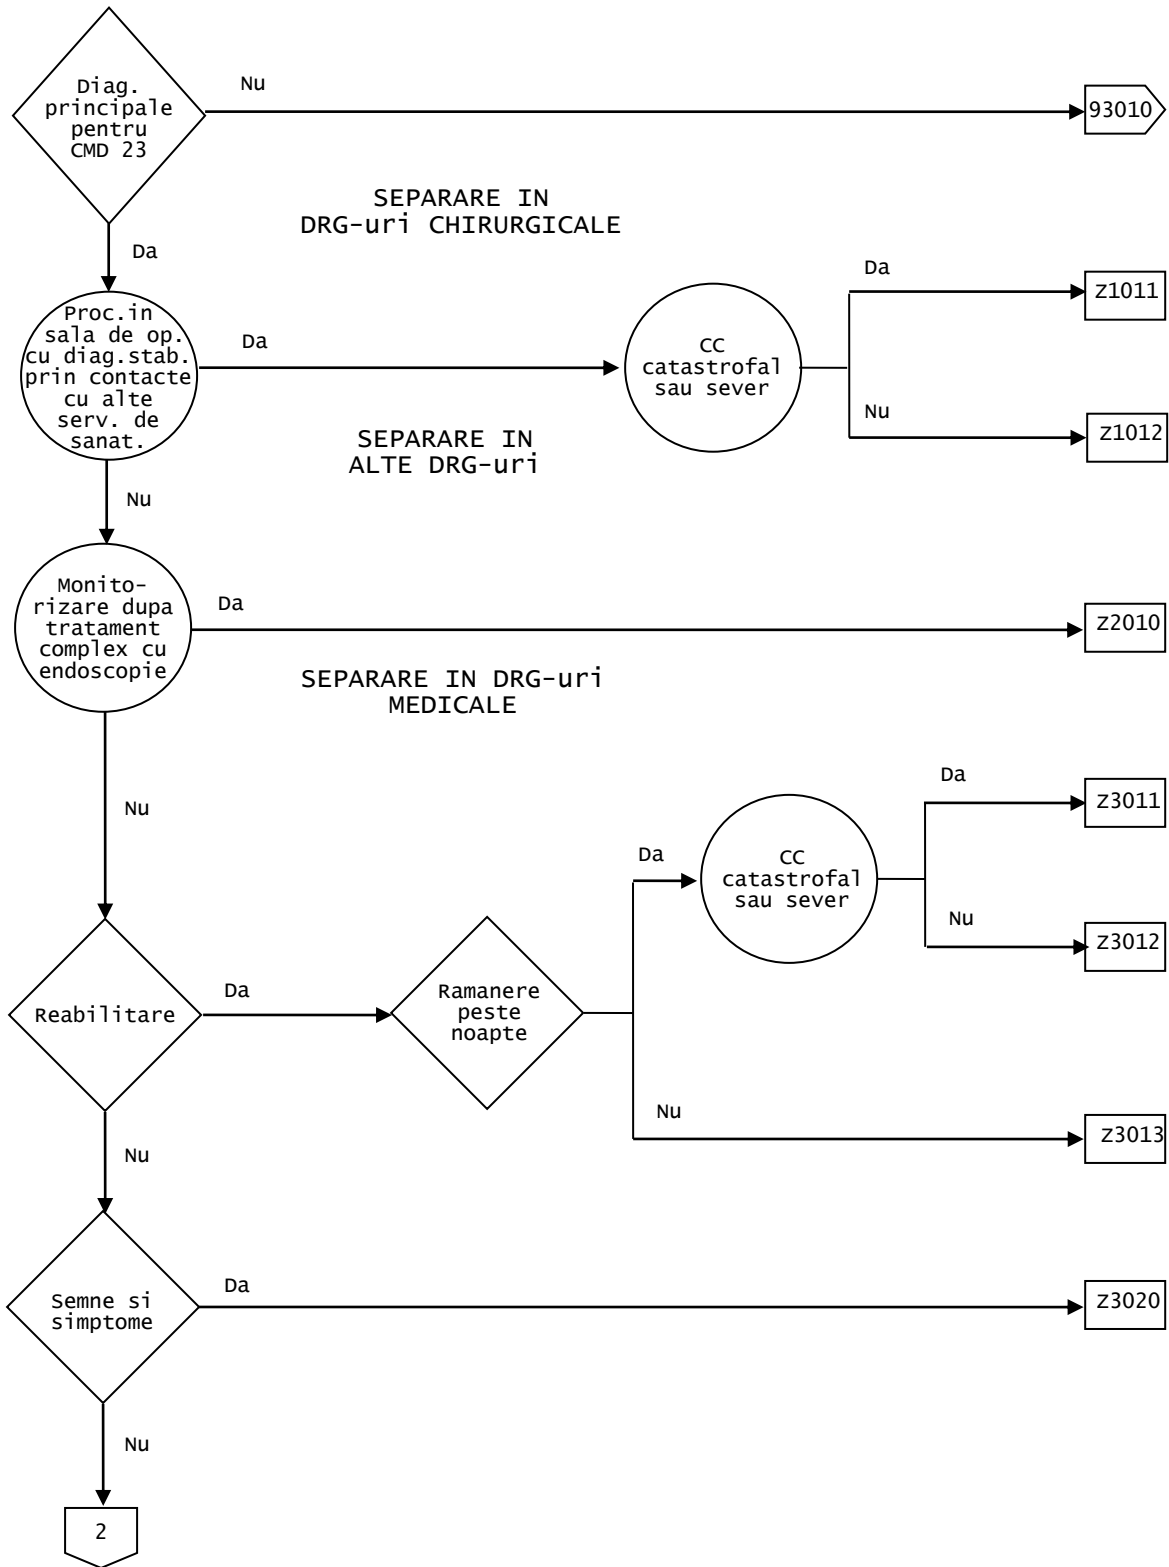 Diag.
principale
pentru
CMD 23
Nu
93010
SEPARARE IN
DRG-uri CHIRURGICALE
Da
Proc.in
sala de op.
cu diag.stab.
prin contacte
cu alte
serv. de
sanat.
Da
CC
catastrofal
sau sever
Da
Z1011
Nu
Z1012
SEPARARE IN
ALTE DRG-uri
Nu
Monito-
rizare dupa
tratament
complex cu
endoscopie
Da
Z2010
SEPARARE IN DRG-uri
MEDICALE
Nu
Reabilitare
Da
Ramanere
peste
noapte
Da
CC
catastrofal
sau sever
Da
Z3011
Nu
Z3012
Nu
Z3013
Nu
Semne si
simptome
Da
Z3020
Nu
2